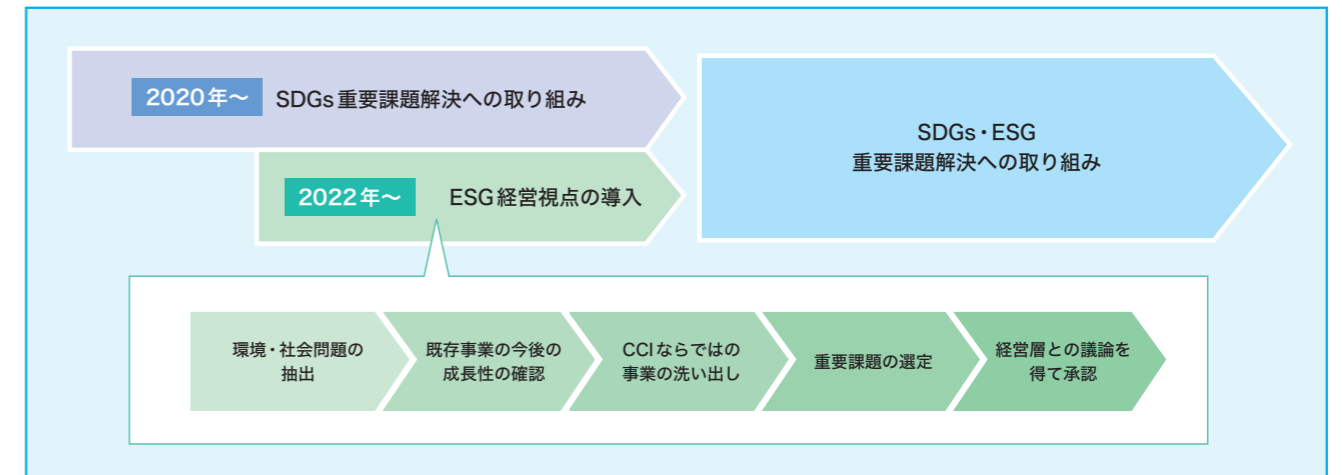 2020年～ SDGs重要課題解決への取り組み
2022年～ ESG経営視点の導入
SDGs・ESG
重要課題解決への取り組み
環境・社会問題の
抽出
既存事業の今後の
成長性の確認
CCIならではの
事業の洗い出し
重要課題の選定
経営層との議論を
得て承認